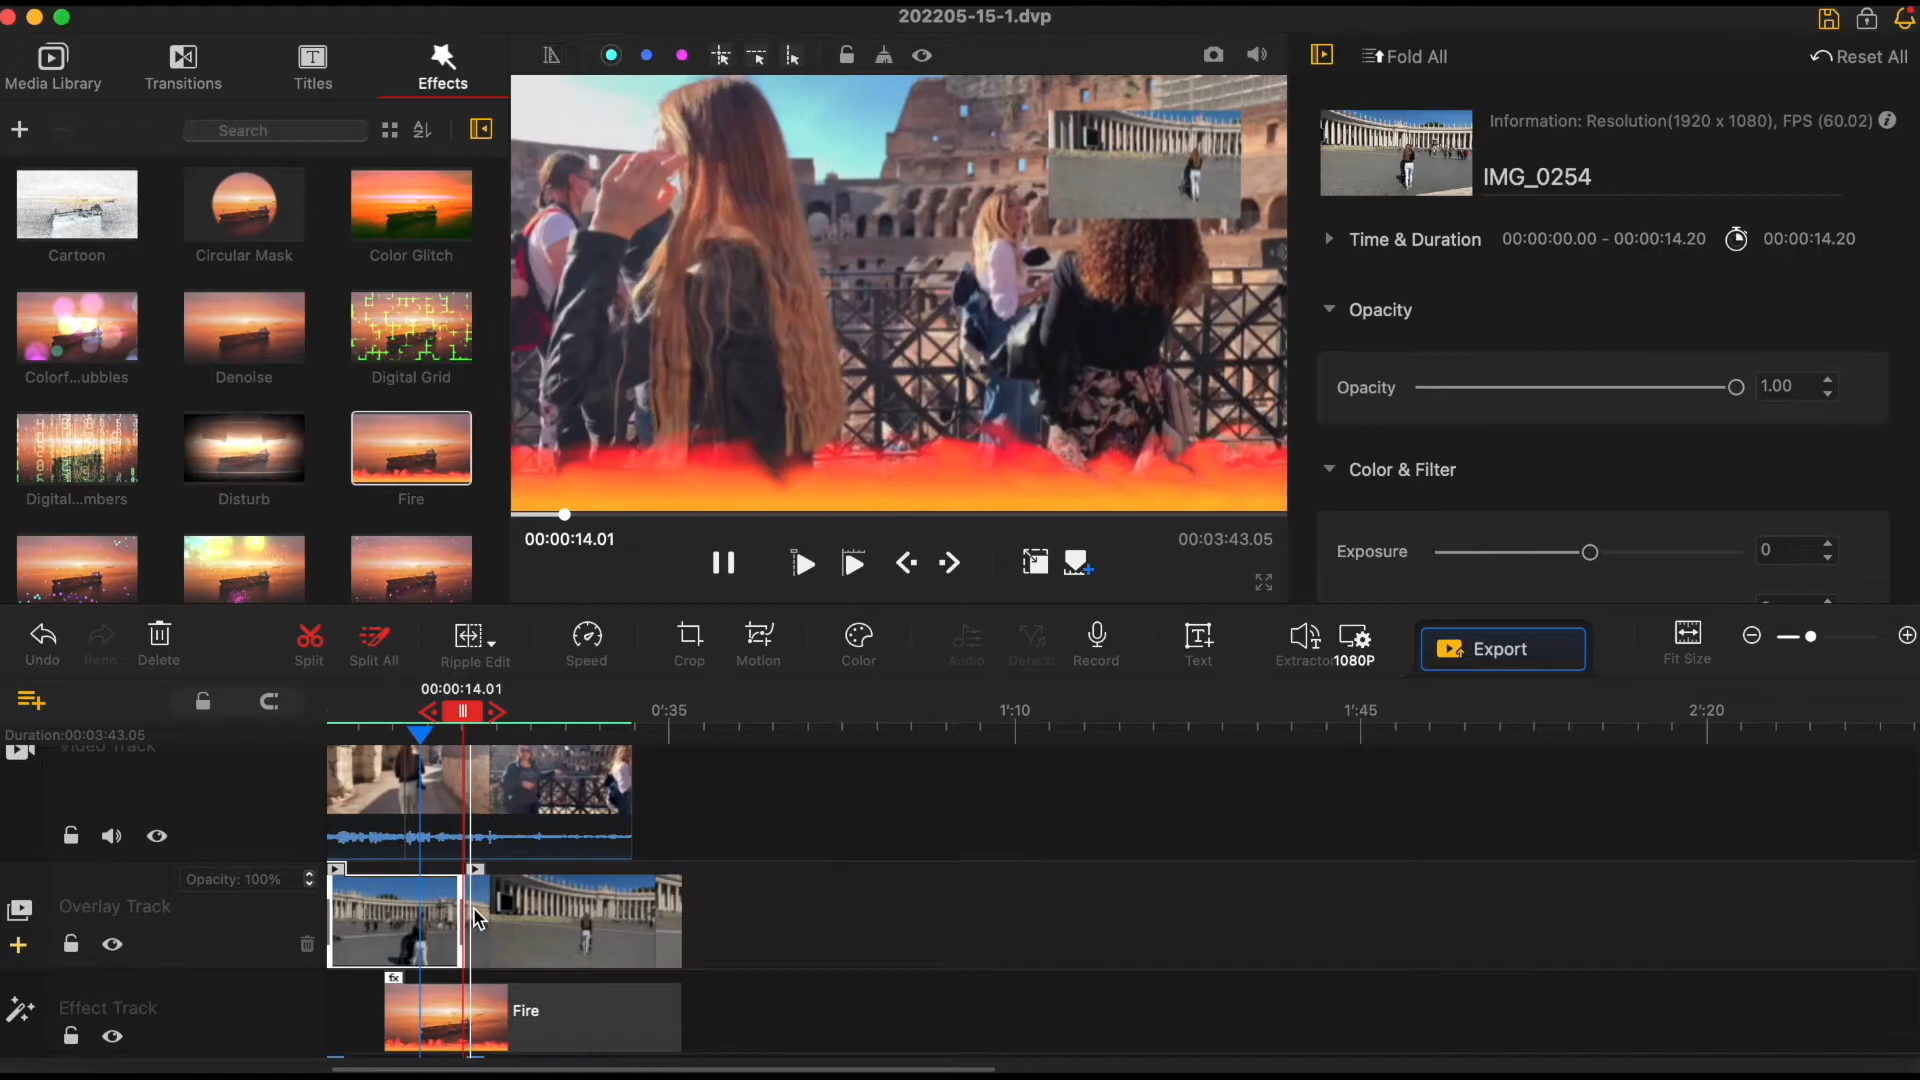 202205-15-1.dvp
Media Library
Transitions
Titles
Effects
Fold All
Reset All
Search
Information: Resolution(1920 x 1080), FPS (60.02)
IMG_0254
Cartoon
Circular Mask
Color Glitch
Time & Duration 00:00:00.00 - 00:00:14.20 00:00:14.20
Opacity
Colorf...ubbles
Denoise
Digital Grid
Opacity 1.00
Color & Filter
Digital...mbers
Disturb
Fire
Exposure 0
00:00:14.01
00:03:43.05
Undo
Redo
Delete
Split
Split All
Ripple Edit
Speed
Crop
Motion
Color
Audio
Record
Text
Extractor
1080P
Export
Fit Size
00:00:14.01
0':35
1':10
1':45
2':20
Duration:00:03:43.05
Video Track
Opacity: 100%
Overlay Track
fx
Effect Track
Fire